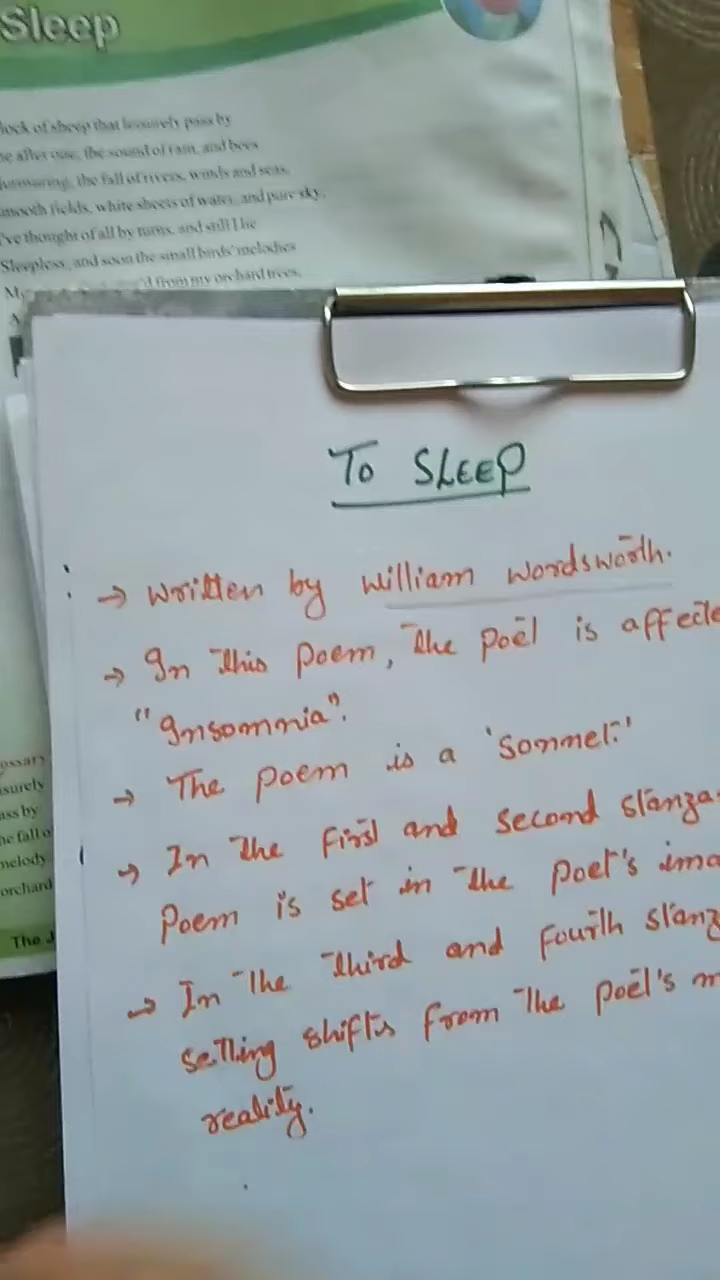 Sleep
lock of sheep that leisurely pass by
e after one, the sound of rain, and bees
urmuring, the fall of rivers, winds and seas,
mooth fields, white sheets of water, and pure sky,
I've thought of all by turns, and still I lie
Sleepless, and soon the small birds' melodies
from my orchard trees,
TO SLEEP
→ Written by William Wordsworth.
→ In this poem, the poet is affecte
"Insomnia".
→ The poem is a 'sonnet.'
→ In the first and second stanza
Poem is set in the Poet's ima
→ In the third and fourth stanz
setting shifts from the poet's m
reality.
ossary
isurely
ass by
he fall o
melody
orchard
The J